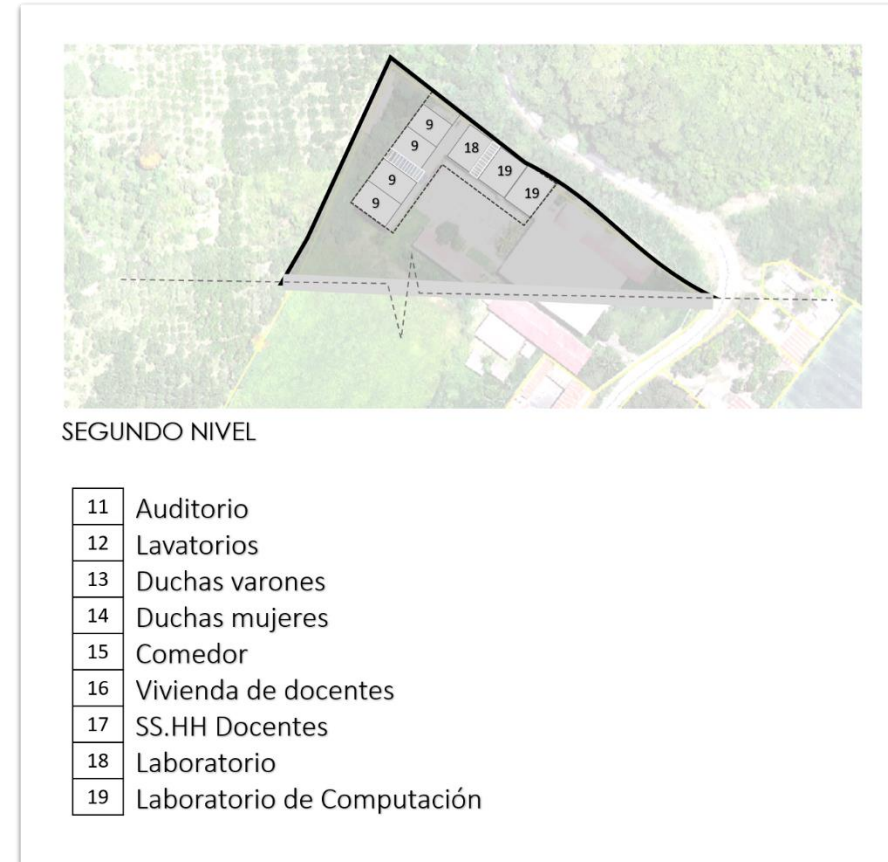 9
9
18
9
19
9
19
SEGUNDO NIVEL
11 Auditorio
12 Lavatorios
13 Duchas varones
14 Duchas mujeres
15 Comedor
16 Vivienda de docentes
17 SS.HH Docentes
18 Laboratorio
19 Laboratorio de Computación